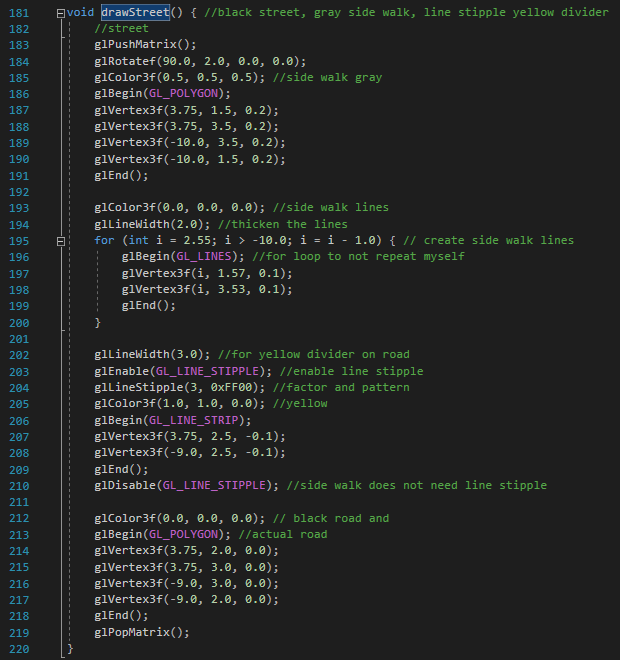 181 void drawStreet() { //black street, gray side walk, line stipple yellow divider
182 //street
183 glPushMatrix();
184 glRotatef(90.0, 2.0, 0.0, 0.0);
185 glColor3f(0.5, 0.5, 0.5); //side walk gray
186 glBegin(GL_POLYGON);
187 glVertex3f(3.75, 1.5, 0.2);
188 glVertex3f(3.75, 3.5, 0.2);
189 glVertex3f(-10.0, 3.5, 0.2);
190 glVertex3f(-10.0, 1.5, 0.2);
191 glEnd();
192
193 glColor3f(0.0, 0.0, 0.0); //side walk lines
194 glLineWidth(2.0); //thicken the lines
195 for (int i = 2.55; i > -10.0; i = i - 1.0) { // create side walk lines
196 glBegin(GL_LINES); //for loop to not repeat myself
197 glVertex3f(i, 1.57, 0.1);
198 glVertex3f(i, 3.53, 0.1);
199 glEnd();
200 }
201
202 glLineWidth(3.0); //for yellow divider on road
203 glEnable(GL_LINE_STIPPLE); //enable line stipple
204 glLineStipple(3, 0xFF00); //factor and pattern
205 glColor3f(1.0, 1.0, 0.0); //yellow
206 glBegin(GL_LINE_STRIP);
207 glVertex3f(3.75, 2.5, -0.1);
208 glVertex3f(-9.0, 2.5, -0.1);
209 glEnd();
210 glDisable(GL_LINE_STIPPLE); //side walk does not need line stipple
211
212 glColor3f(0.0, 0.0, 0.0); // black road and
213 glBegin(GL_POLYGON); //actual road
214 glVertex3f(3.75, 2.0, 0.0);
215 glVertex3f(3.75, 3.0, 0.0);
216 glVertex3f(-9.0, 3.0, 0.0);
217 glVertex3f(-9.0, 2.0, 0.0);
218 glEnd();
219 glPopMatrix();
220 }